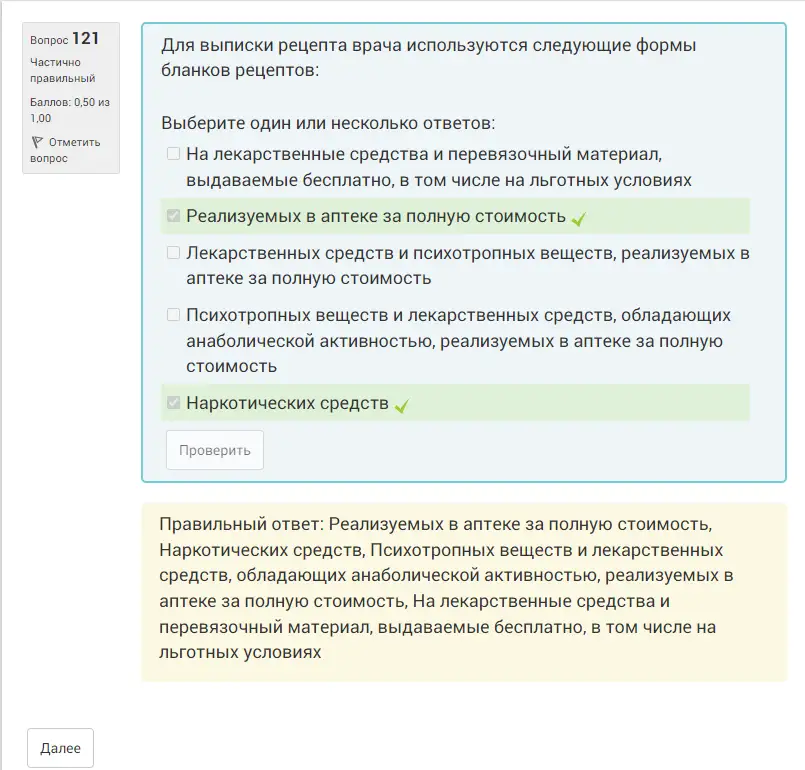 Вопрос 121
Частично
правильный
Баллов: 0,50 из
1,00
Отметить
вопрос
Для выписки рецепта врача используются следующие формы
бланков рецептов:
Выберите один или несколько ответов:
На лекарственные средства и перевязочный материал,
выдаваемые бесплатно, в том числе на льготных условиях
Реализуемых в аптеке за полную стоимость
Лекарственных средств и психотропных веществ, реализуемых в
аптеке за полную стоимость
Психотропных веществ и лекарственных средств, обладающих
анаболической активностью, реализуемых в аптеке за полную
стоимость
Наркотических средств
Проверить
Правильный ответ: Реализуемых в аптеке за полную стоимость,
Наркотических средств, Психотропных веществ и лекарственных
средств, обладающих анаболической активностью, реализуемых в
аптеке за полную стоимость, На лекарственные средства и
перевязочный материал, выдаваемые бесплатно, в том числе на
льготных условиях
Далее